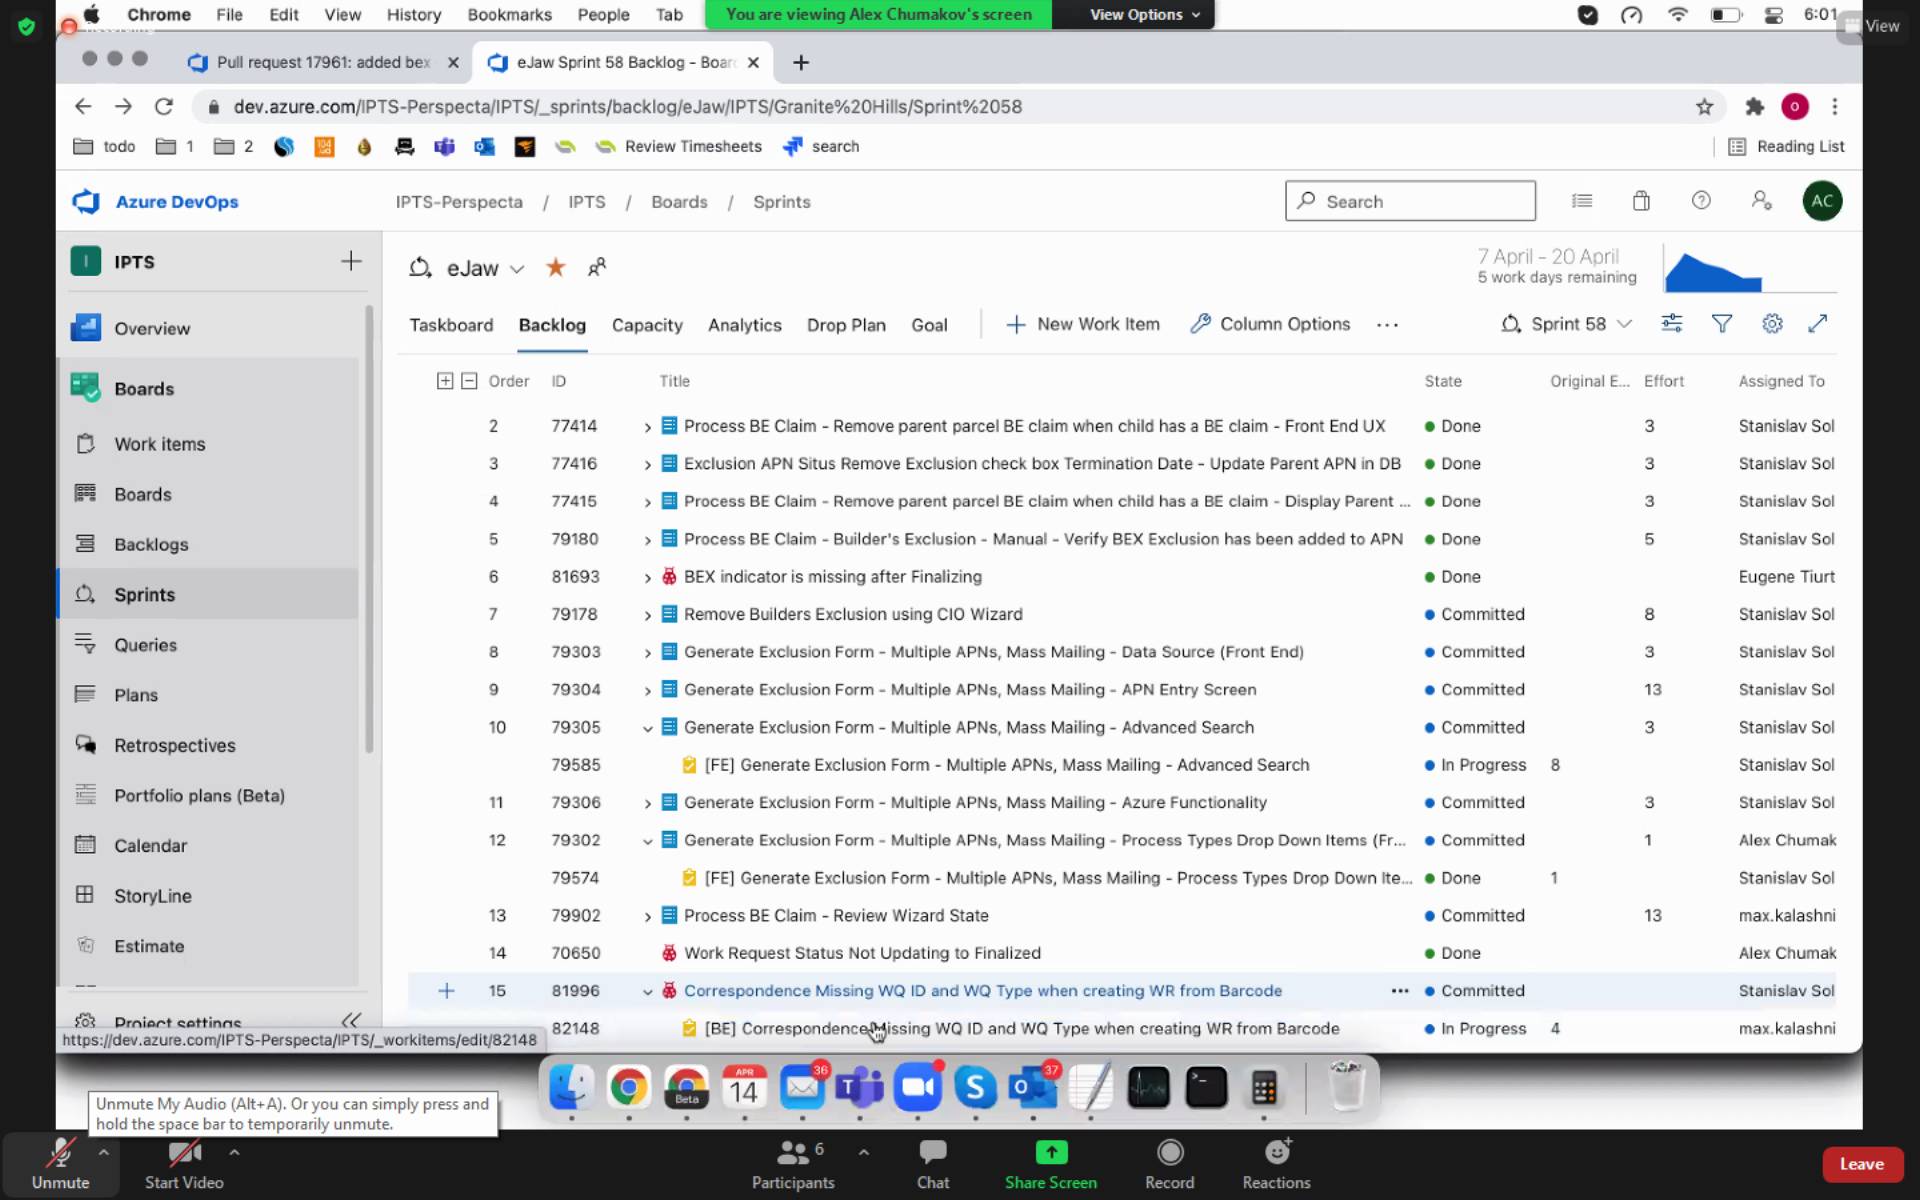 Chrome File Edit View History Bookmarks People Tab
You are viewing Alex Chumakov's screen View Options
6:01
View
Pull request 17961: added bex
eJaw Sprint 58 Backlog - Boar
dev.azure.com/IPTS-Perspecta/IPTS/_sprints/backlog/eJaw/IPTS/Granite%20Hills/Sprint%2058
O
todo 1 2 Review Timesheets search Reading List
Azure DevOps
IPTS-Perspecta / IPTS / Boards / Sprints
Search
AC
I IPTS
eJaw
7 April - 20 April
5 work days remaining
Taskboard Backlog Capacity Analytics Drop Plan Goal New Work Item Column Options Sprint 58
Overview
Boards
Work items
Boards
Backlogs
Sprints
Queries
Plans
Retrospectives
Portfolio plans (Beta)
Calendar
StoryLine
Estimate
Project settings
Order ID Title State Original E... Effort Assigned To
2 77414 Process BE Claim - Remove parent parcel BE claim when child has a BE claim - Front End UX Done 3 Stanislav Sol
3 77416 Exclusion APN Situs Remove Exclusion check box Termination Date - Update Parent APN in DB Done 3 Stanislav Sol
4 77415 Process BE Claim - Remove parent parcel BE claim when child has a BE claim - Display Parent ... Done 3 Stanislav Sol
5 79180 Process BE Claim - Builder's Exclusion - Manual - Verify BEX Exclusion has been added to APN Done 5 Stanislav Sol
6 81693 BEX indicator is missing after Finalizing Done Eugene Tiurt
7 79178 Remove Builders Exclusion using CIO Wizard Committed 8 Stanislav Sol
8 79303 Generate Exclusion Form - Multiple APNs, Mass Mailing - Data Source (Front End) Committed 3 Stanislav Sol
9 79304 Generate Exclusion Form - Multiple APNs, Mass Mailing - APN Entry Screen Committed 13 Stanislav Sol
10 79305 Generate Exclusion Form - Multiple APNs, Mass Mailing - Advanced Search Committed 3 Stanislav Sol
79585 [FE] Generate Exclusion Form - Multiple APNs, Mass Mailing - Advanced Search In Progress 8 Stanislav Sol
11 79306 Generate Exclusion Form - Multiple APNs, Mass Mailing - Azure Functionality Committed 3 Stanislav Sol
12 79302 Generate Exclusion Form - Multiple APNs, Mass Mailing - Process Types Drop Down Items (Fr... Committed 1 Alex Chumak
79574 [FE] Generate Exclusion Form - Multiple APNs, Mass Mailing - Process Types Drop Down Ite... Done 1 Stanislav Sol
13 79902 Process BE Claim - Review Wizard State Committed 13 max.kalashni
14 70650 Work Request Status Not Updating to Finalized Done Alex Chumak
15 81996 Correspondence Missing WQ ID and WQ Type when creating WR from Barcode Committed Stanislav Sol
82148 [BE] Correspondence Missing WQ ID and WQ Type when creating WR from Barcode In Progress 4 max.kalashni
https://dev.azure.com/IPTS-Perspecta/IPTS/_workitems/edit/82148
Beta
APR
14
36
37
Unmute My Audio (Alt+A). Or you can simply press and
hold the space bar to temporarily unmute.
Unmute
Start Video
Participants 6
Chat
Share Screen
Record
Reactions
Leave